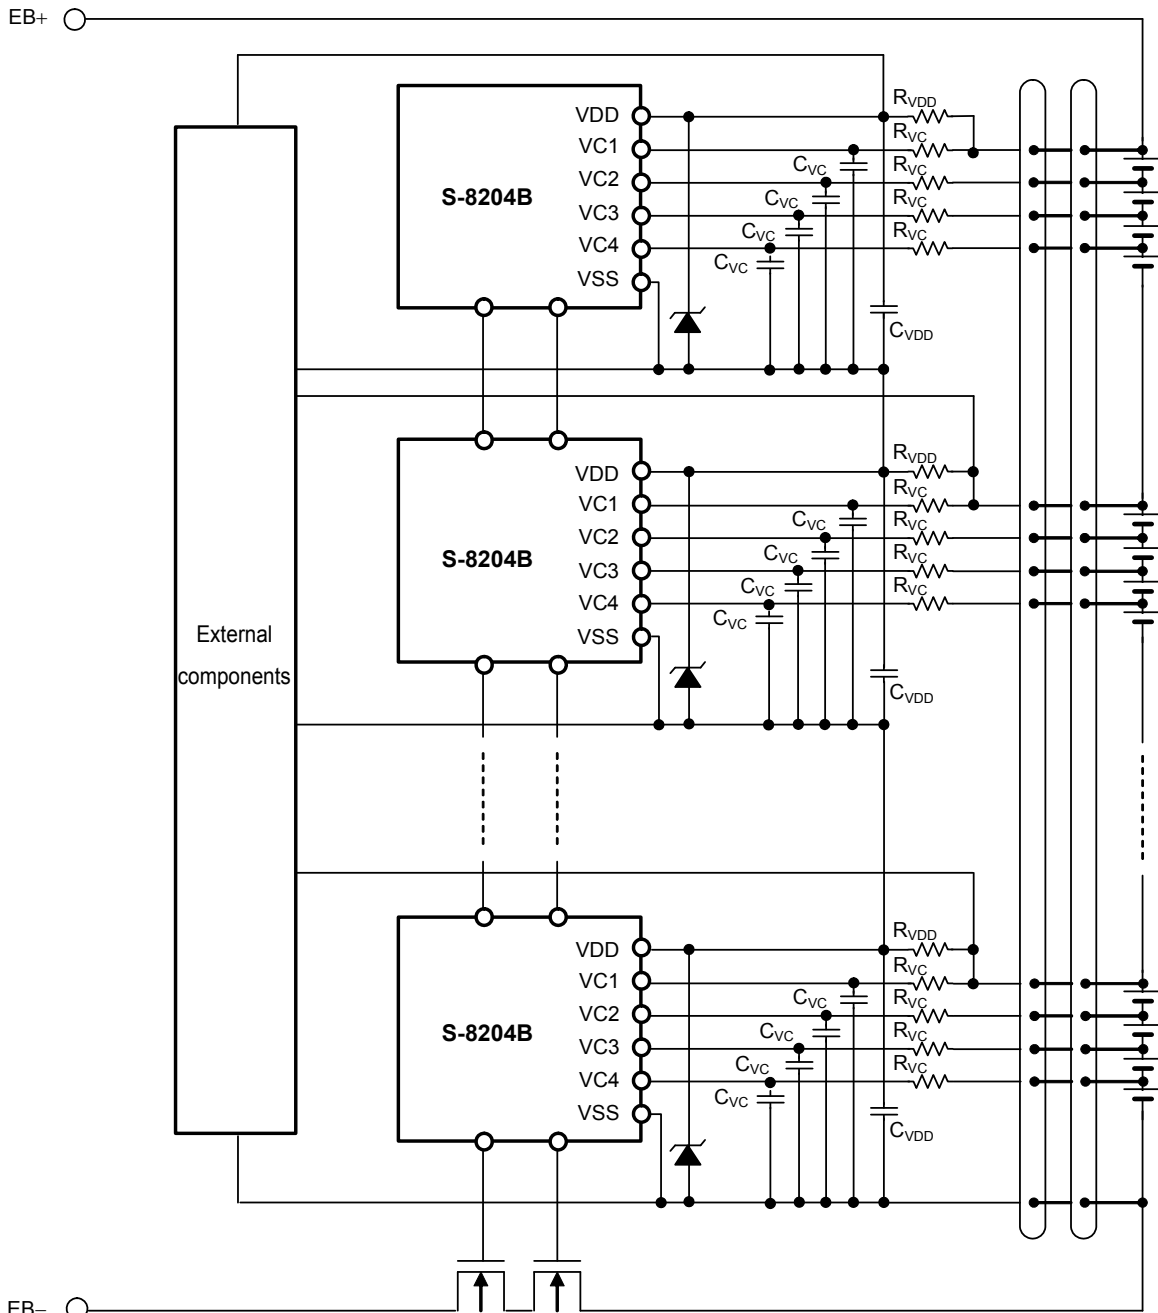 EB+
VDD
VC1
VC2
VC3
VC4
VSS
S-8204B
RVDD
RVC
RVC
RVC
RVC
CVC
CVC
CVC
CVC
CVDD
VDD
VC1
VC2
VC3
VC4
VSS
S-8204B
RVDD
RVC
RVC
RVC
RVC
CVC
CVC
CVC
CVC
CVDD
External
components
VDD
VC1
VC2
VC3
VC4
VSS
S-8204B
RVDD
RVC
RVC
RVC
RVC
CVC
CVC
CVC
CVC
CVDD
EB−